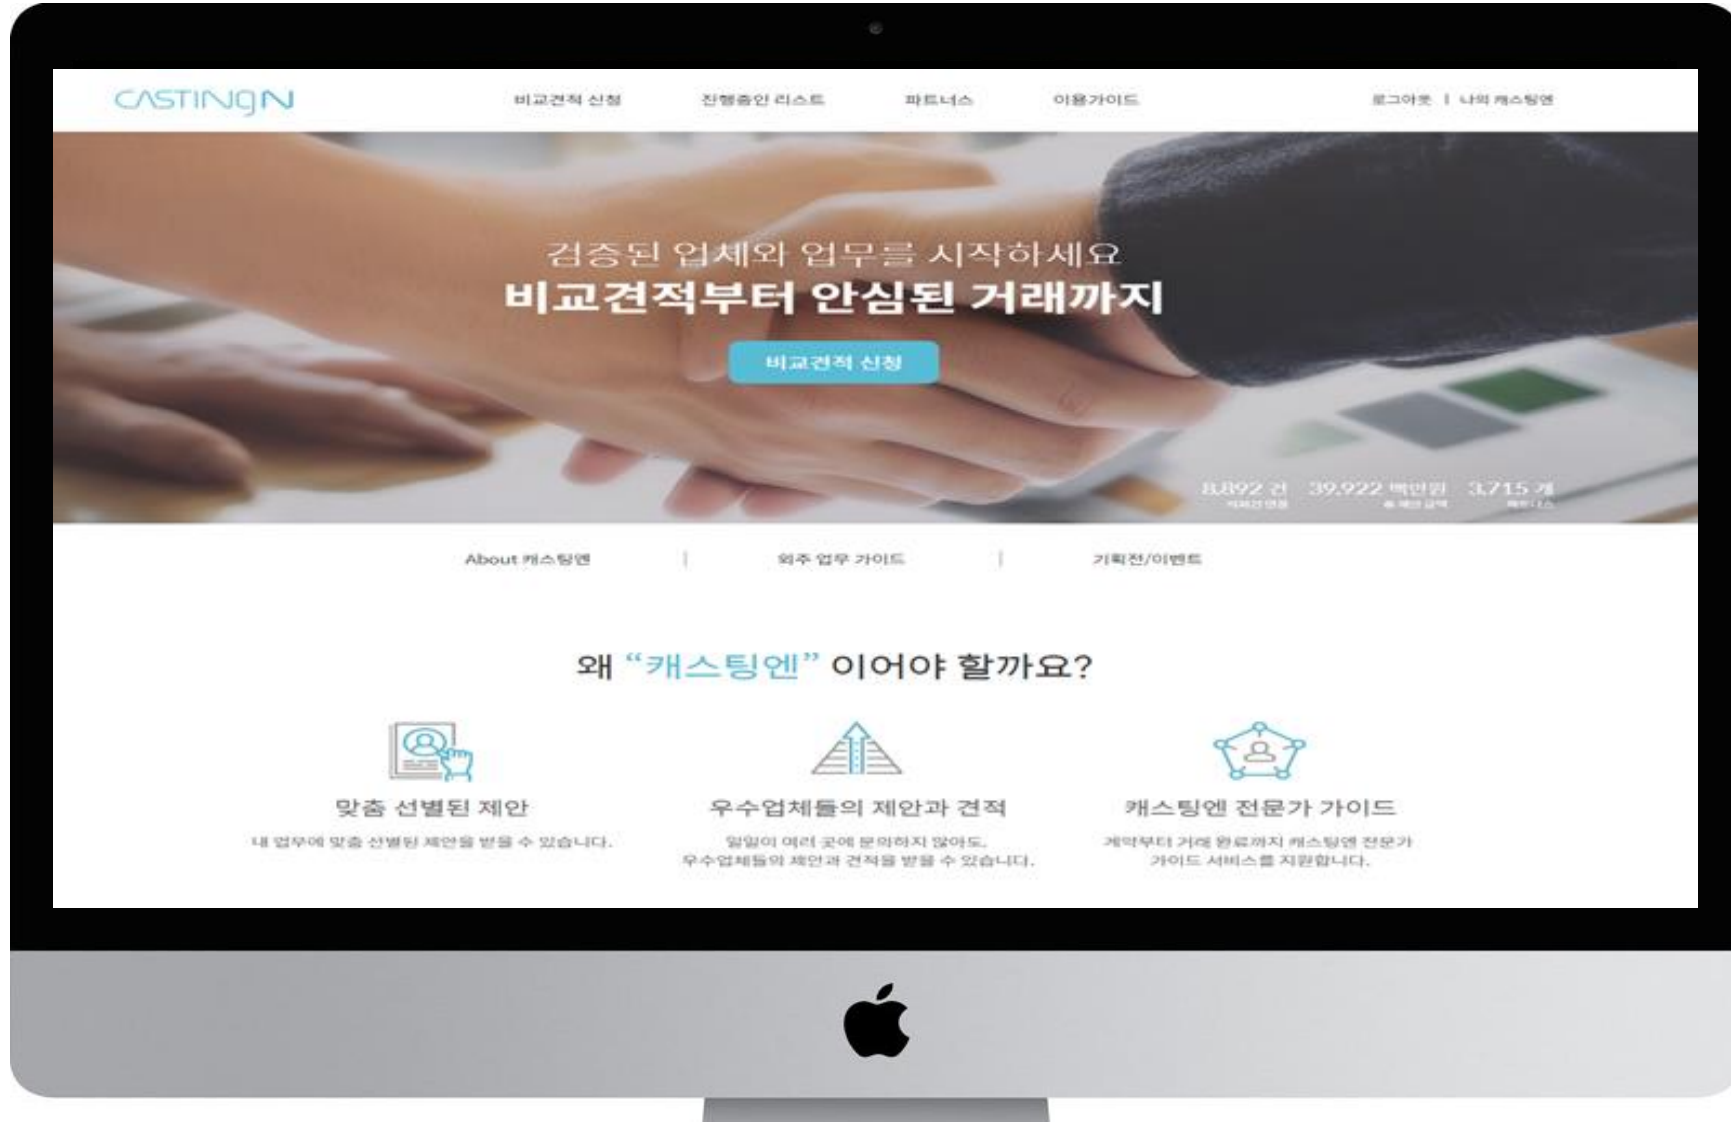 CASTINGN
비교견적 신청 진행중인 리스트 파트너스 이용가이드 로그아웃 | 나의 캐스팅엔
검증된 업체와 업무를 시작하세요
비교견적부터 안심된 거래까지
비교견적 신청
8,892 건 39,922 백만원 3,715 개
총 제안 금액 파트너스
About 캐스팅엔 | 외주 업무 가이드 | 기획전/이벤트
왜 “캐스팅엔” 이어야 할까요?
맞춤 선별된 제안 우수업체들의 제안과 견적 캐스팅엔 전문가 가이드
내 업무에 맞춤 선별된 제안을 받을 수 있습니다. 일일이 여러 곳에 문의하지 않아도, 계약부터 거래 완료까지 캐스팅엔 전문가
우수업체들의 제안과 견적을 받을 수 있습니다. 가이드 서비스를 지원합니다.